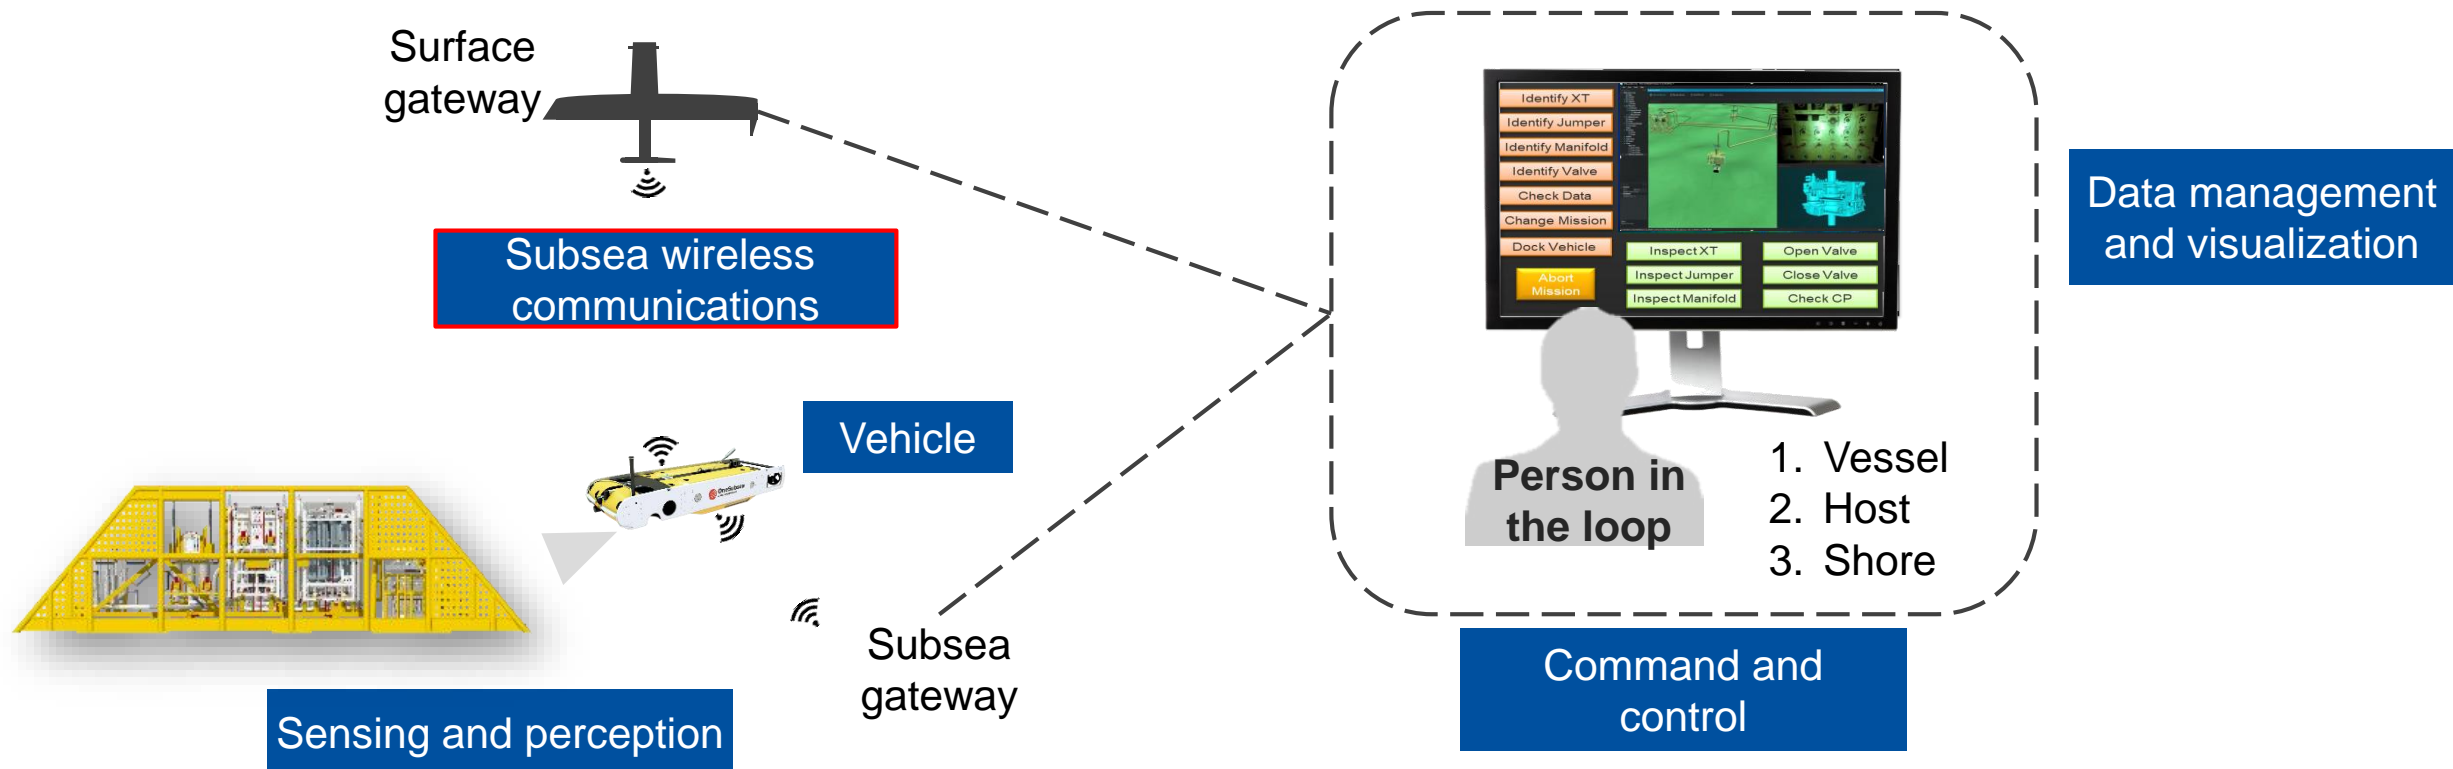 Surface
gateway
Subsea wireless
communications
Vehicle
OneSubsea
Sensing and perception
Subsea
gateway
Identify XT
Identify Jumper
Identify Manifold
Identify Valve
Check Data
Change Mission
Dock Vehicle
Abort
Mission
Inspect XT
Inspect Jumper
Inspect Manifold
Open Valve
Close Valve
Check CP
Person in
the loop
1. Vessel
2. Host
3. Shore
Command and
control
Data management
and visualization